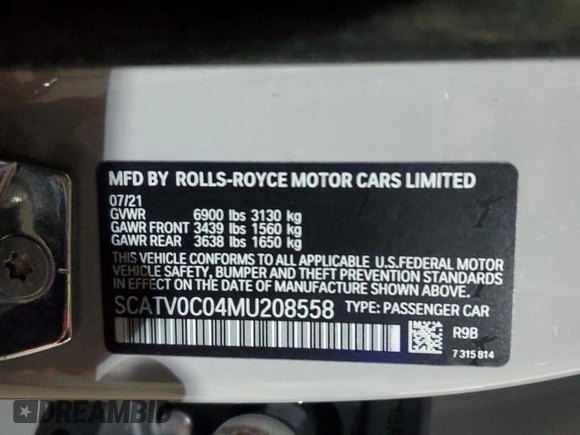 MFD BY ROLLS-ROYCE MOTOR CARS LIMITED
07/21
GVWR 6900 lbs 3130 kg
GAWR FRONT 3439 lbs 1560 kg
GAWR REAR 3638 lbs 1650 kg
THIS VEHICLE CONFORMS TO ALL APPLICABLE U.S.FEDERAL MOTOR
VEHICLE SAFETY, BUMPER AND THEFT PREVENTION STANDARDS
IN EFFECT ON THE DATE OF MANUFACTURE SHOWN ABOVE.
SCATV0C04MU208558 TYPE: PASSENGER CAR
R9B
7 315 814
DREAMBID